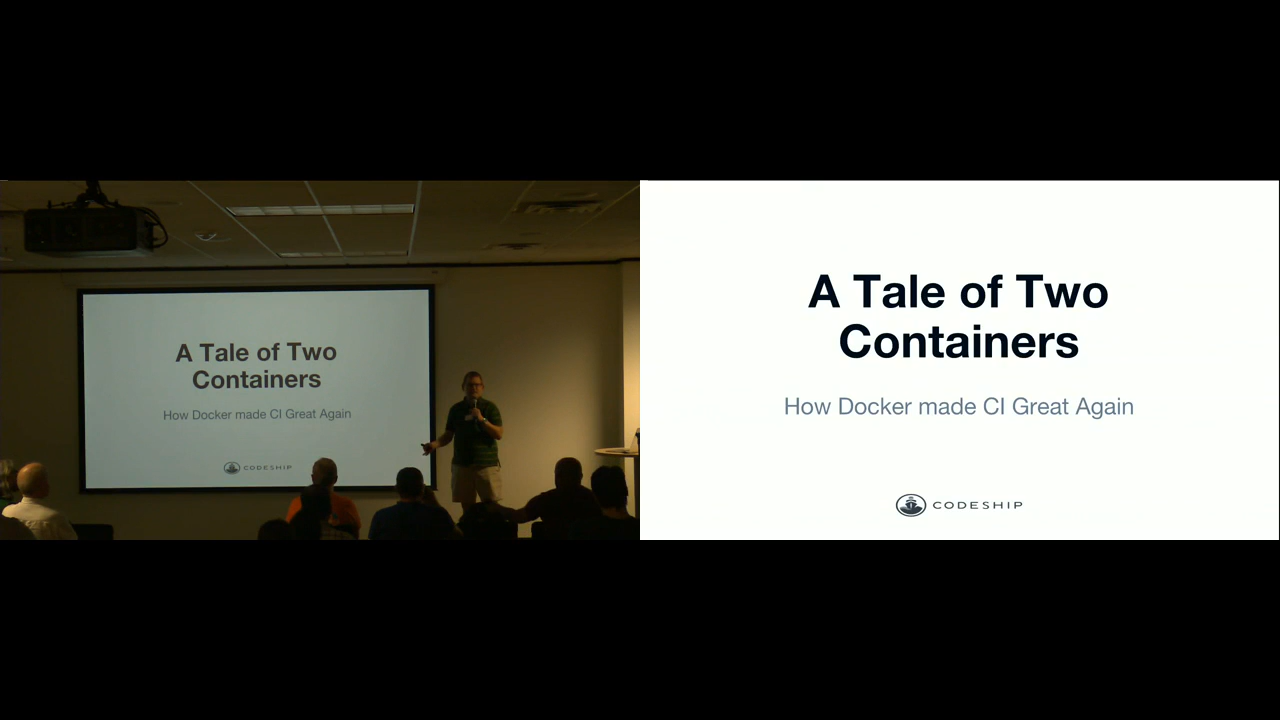 A Tale of Two
Containers
How Docker made CI Great Again
CODESHIP
A Tale of Two
Containers
How Docker made CI Great Again
CODESHIP